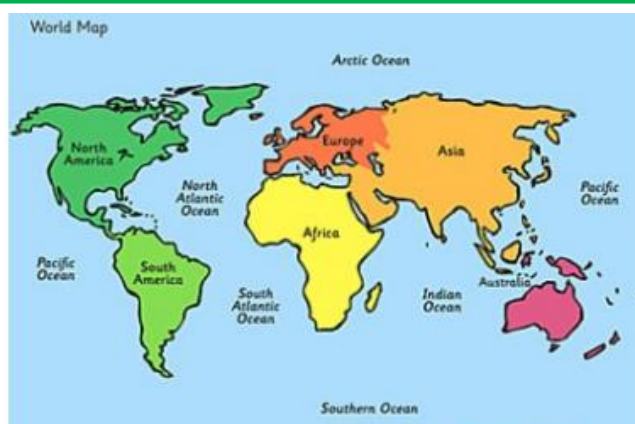 World Map
Arctic Ocean
North
America
Europe
Asia
North
Atlantic
Ocean
Pacific
Ocean
Africa
Pacific
Ocean
South
America
South
Atlantic
Ocean
Indian
Ocean
Australia
Southern Ocean